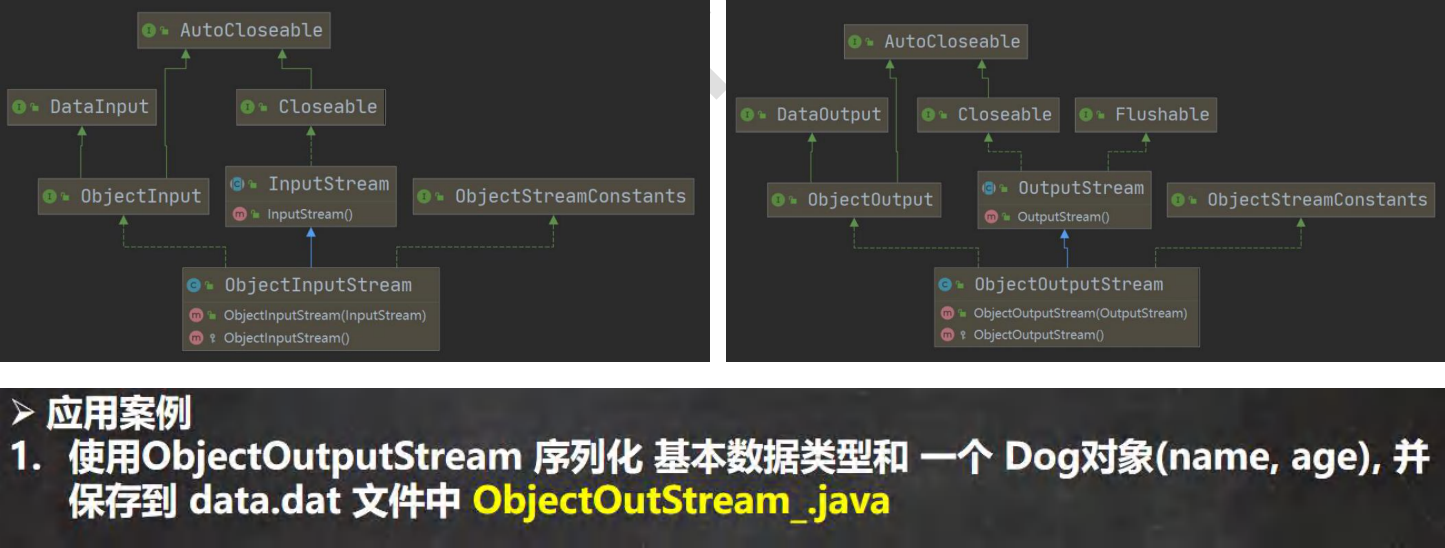 AutoCloseable
DataInput
Closeable
ObjectInput
InputStream
InputStream()
ObjectStreamConstants
ObjectInputStream
ObjectInputStream(InputStream)
ObjectInputStream()
AutoCloseable
DataOutput
Closeable
Flushable
ObjectOutput
OutputStream
OutputStream()
ObjectStreamConstants
ObjectOutputStream
ObjectOutputStream(OutputStream)
ObjectOutputStream()
➢ 应用案例
1. 使用ObjectOutputStream 序列化 基本数据类型和 一个 Dog对象(name, age), 并
保存到 data.dat 文件中 ObjectOutStream_.java